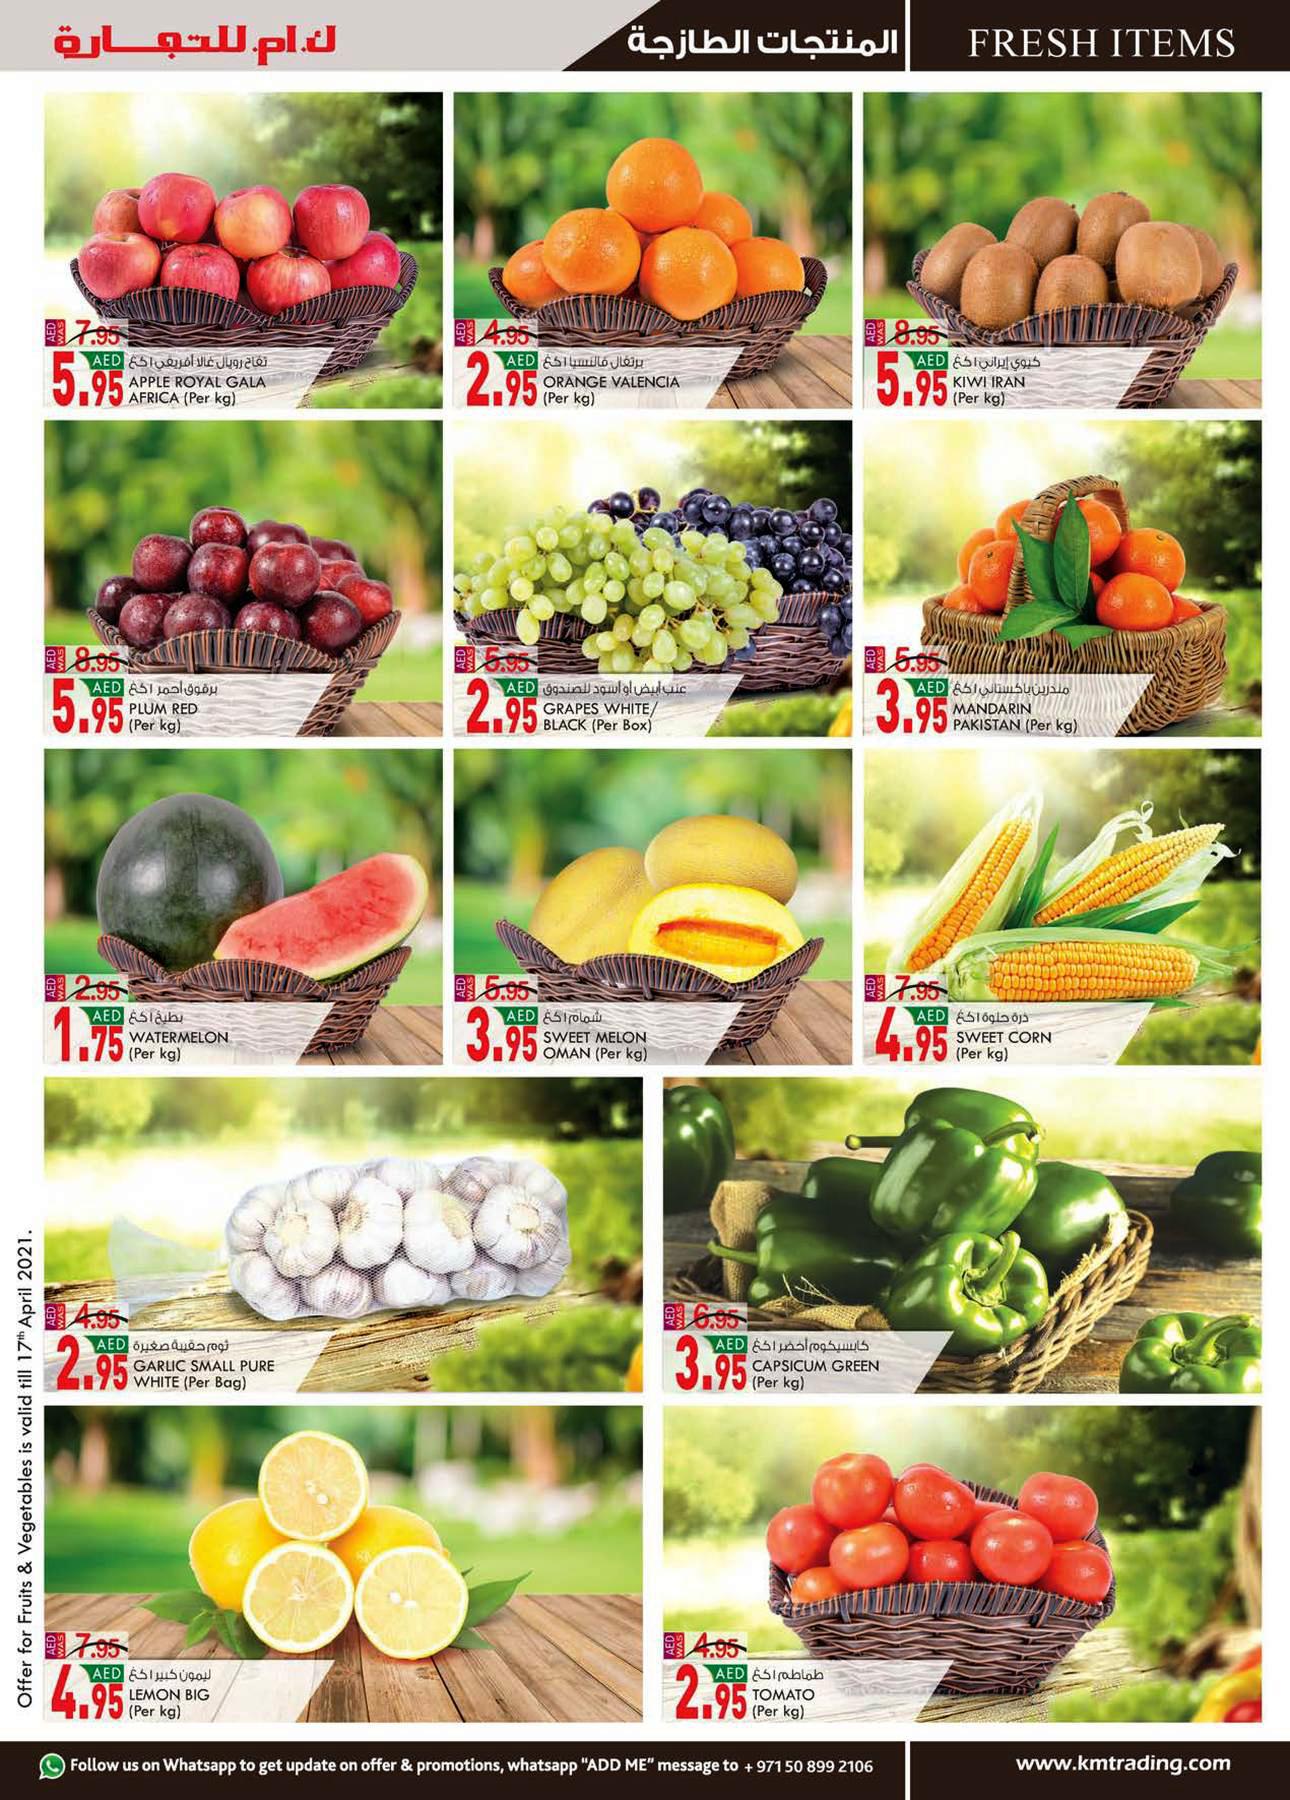 ك.ام. للتجارة
المنتجات الطازجة
FRESH ITEMS
AED WAS 7.95
5.95 AED
تفاح رويال غالا أفريقي ١ كغ
APPLE ROYAL GALA
AFRICA (Per kg)
AED WAS 4.95
2.95 AED
برتقال فالنسيا ١ كغ
ORANGE VALENCIA
(Per kg)
AED WAS 8.95
5.95 AED
كيوي إيراني ١ كغ
KIWI IRAN
(Per kg)
AED WAS 8.95
5.95 AED
برقوق أحمر ١ كغ
PLUM RED
(Per kg)
AED WAS 5.95
2.95 AED
عنب أبيض أو أسود للصندوق
GRAPES WHITE/
BLACK (Per Box)
AED WAS 5.95
3.95 AED
مندرين باكستاني ١ كغ
MANDARIN
PAKISTAN (Per kg)
AED WAS 2.95
1.75 AED
بطيخ ١ كغ
WATERMELON
(Per kg)
AED WAS 5.95
3.95 AED
شمام ١ كغ
SWEET MELON
OMAN (Per kg)
AED WAS 7.95
4.95 AED
ذرة حلوة ١ كغ
SWEET CORN
(Per kg)
AED WAS 4.95
2.95 AED
ثوم حقيبة صغيرة
GARLIC SMALL PURE
WHITE (Per Bag)
AED WAS 6.95
3.95 AED
كابسيكوم أخضر ١ كغ
CAPSICUM GREEN
(Per kg)
AED WAS 7.95
4.95 AED
ليمون كبير ١ كغ
LEMON BIG
(Per kg)
AED WAS 4.95
2.95 AED
طماطم ١ كغ
TOMATO
(Per kg)
Offer for Fruits & Vegetables is valid till 17th April 2021.
Follow us on Whatsapp to get update on offer & promotions, whatsapp "ADD ME" message to + 971 50 899 2106
www.kmtrading.com